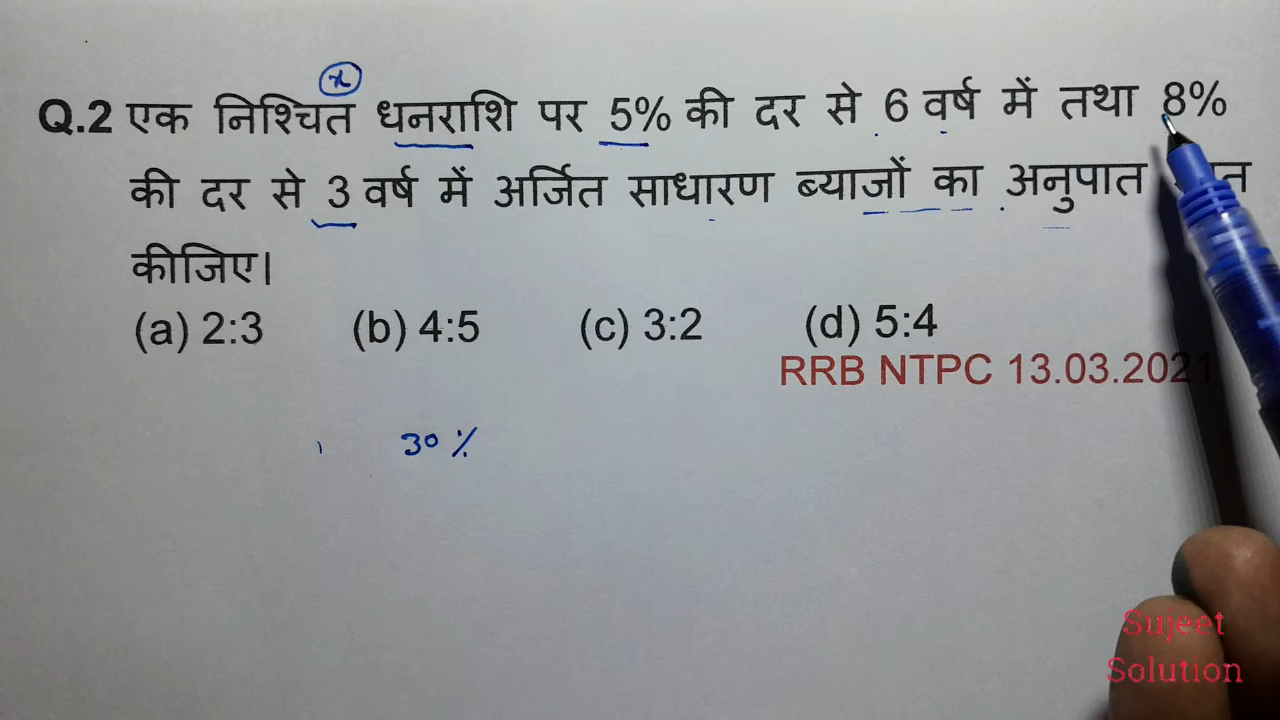 x
Q.2 एक निश्चित धनराशि पर 5% की दर से 6 वर्ष में तथा 8%
की दर से 3 वर्ष में अर्जित साधारण ब्याजों का अनुपात
कीजिए।
(a) 2:3 (b) 4:5 (c) 3:2 (d) 5:4
RRB NTPC 13.03.2021
30 %
Sujeet
Solution